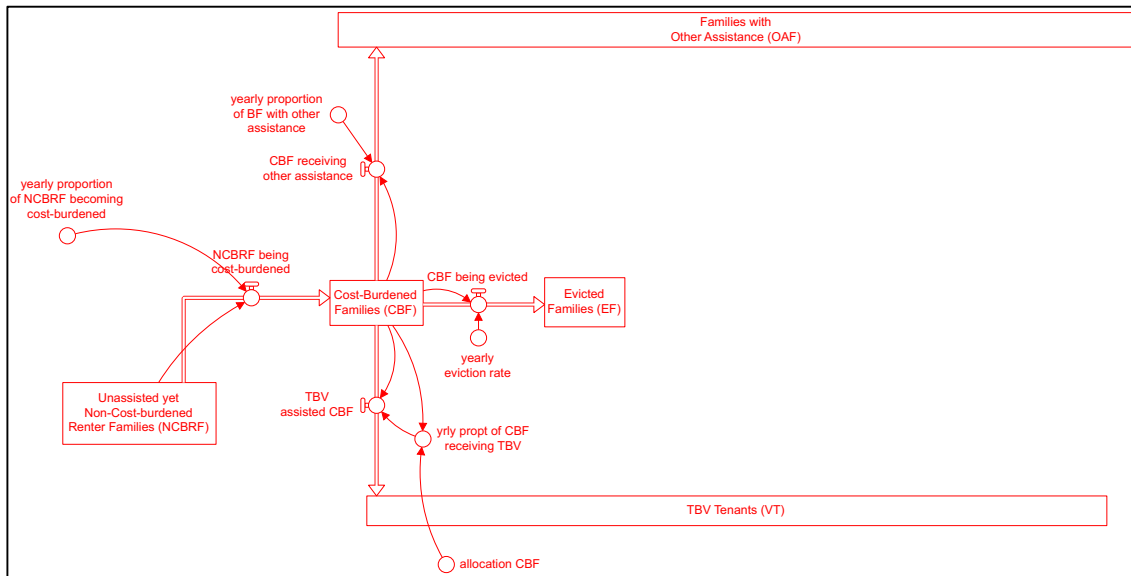 Families with
Other Assistance (OAF)
yearly proportion
of BF with other
assistance
CBF receiving
other assistance
yearly proportion
of NCBRF becoming
cost-burdened
NCBRF being
cost-burdened
CBF being evicted
Cost-Burdened
Families (CBF)
Evicted
Families (EF)
yearly
eviction rate
Unassisted yet
Non-Cost-burdened
Renter Families (NCBRF)
TBV
assisted CBF
yrly propt of CBF
receiving TBV
TBV Tenants (VT)
allocation CBF